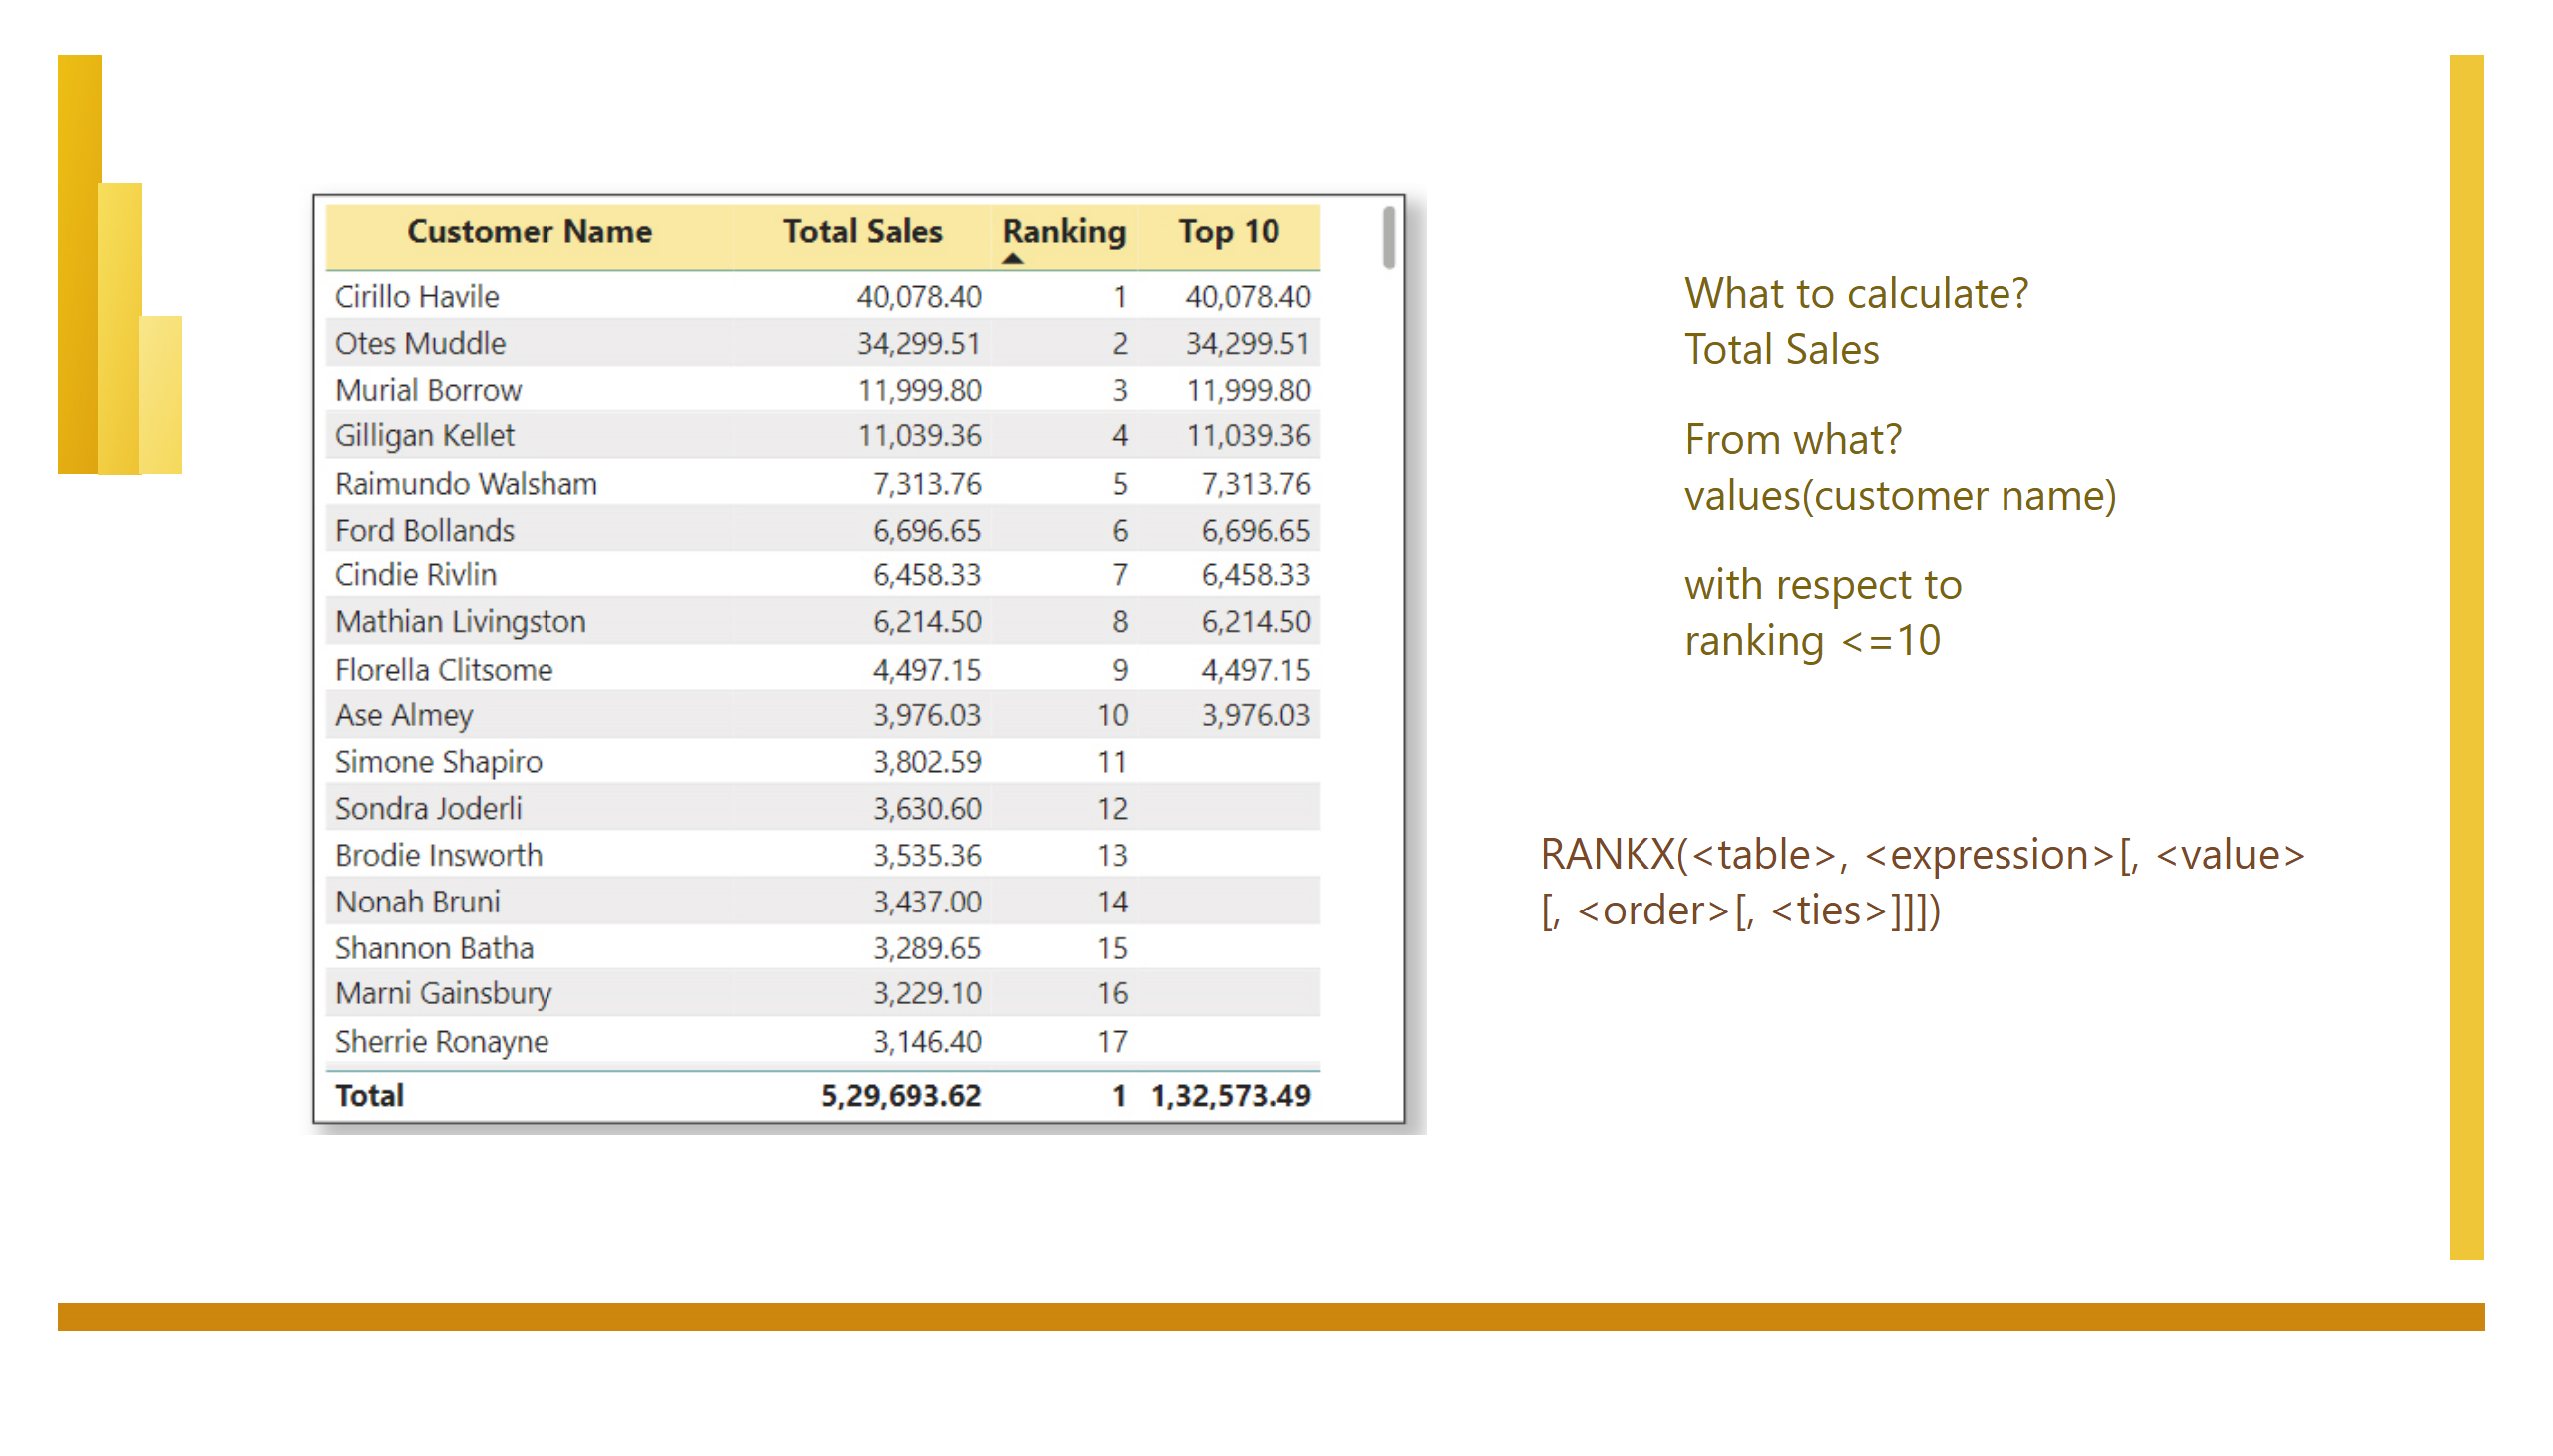 Customer Name Total Sales Ranking Top 10
Cirillo Havile 40,078.40 1 40,078.40
Otes Muddle 34,299.51 2 34,299.51
Murial Borrow 11,999.80 3 11,999.80
Gilligan Kellet 11,039.36 4 11,039.36
Raimundo Walsham 7,313.76 5 7,313.76
Ford Bollands 6,696.65 6 6,696.65
Cindie Rivlin 6,458.33 7 6,458.33
Mathian Livingston 6,214.50 8 6,214.50
Florella Clitsome 4,497.15 9 4,497.15
Ase Almey 3,976.03 10 3,976.03
Simone Shapiro 3,802.59 11
Sondra Joderli 3,630.60 12
Brodie Insworth 3,535.36 13
Nonah Bruni 3,437.00 14
Shannon Batha 3,289.65 15
Marni Gainsbury 3,229.10 16
Sherrie Ronayne 3,146.40 17
Total 5,29,693.62 1 1,32,573.49
What to calculate?
Total Sales
From what?
values(customer name)
with respect to
ranking <=10
RANKX(<table>, <expression>[, <value>
[, <order>[, <ties>]]])